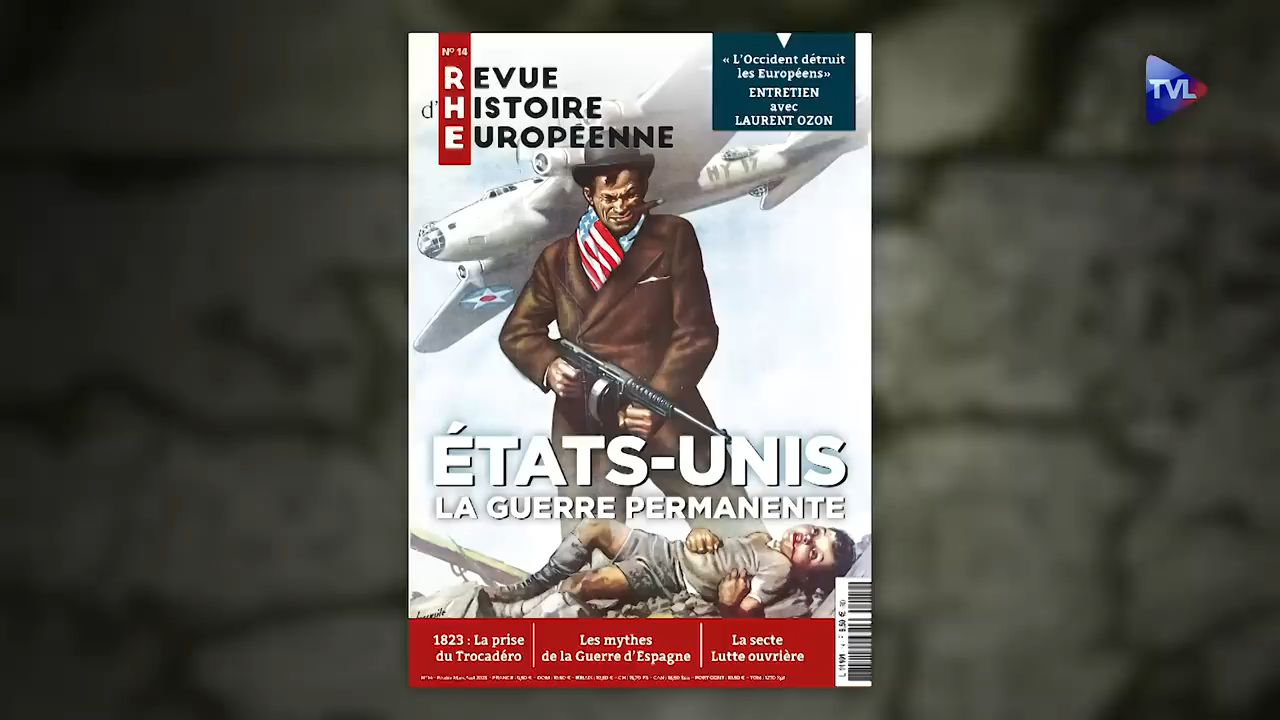 Nº 14
REVUE
d'HISTOIRE
EUROPÉENNE
« L'Occident détruit
les Européens»
ENTRETIEN
avec
LAURENT OZON
TVL
HY 17
ÉTATS-UNIS
LA GUERRE PERMANENTE
1823 : La prise
du Trocadéro
Les mythes
de la Guerre d'Espagne
La secte
Lutte ouvrière